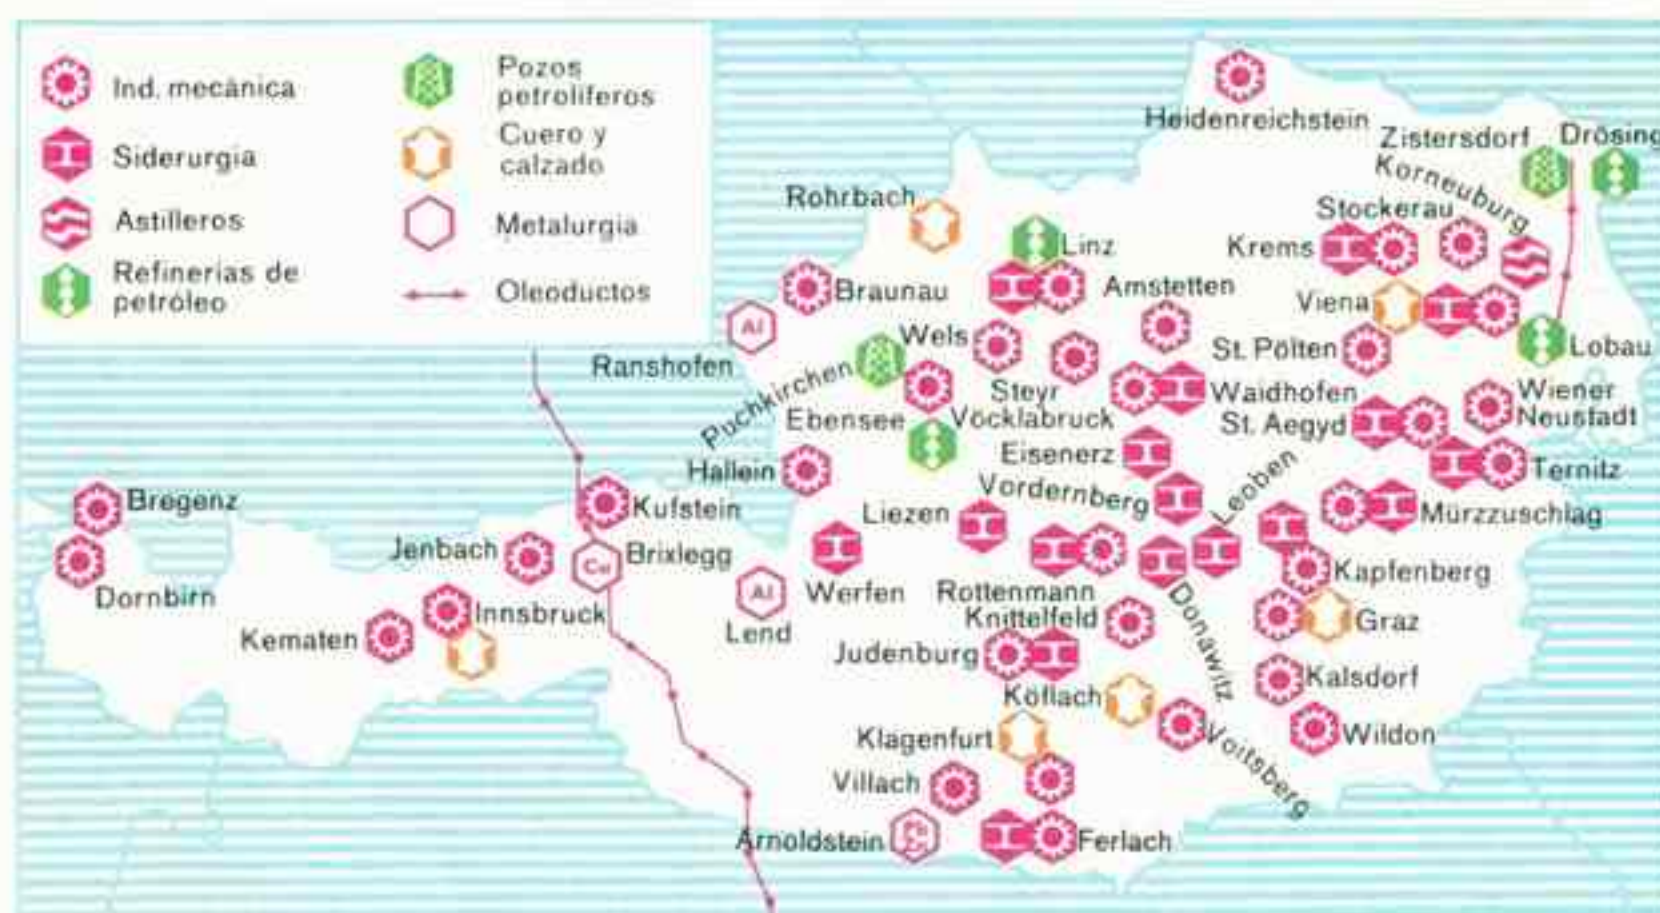 Ind. mecánica
Siderurgia
Astilleros
Refinerías de
petróleo
Pozos
petrolíferos
Cuero y
calzado
Metalurgia
Oleoductos
Heidenreichstein
Zistersdorf
Drösing
Korneuburg
Stockerau
Rohrbach
Linz
Krems
Braunau
Amstetten
Viena
Al
Ranshofen
Wels
St. Pölten
Lobau
Puchkirchen
Steyr
Waidhofen
Wiener
Neustadt
Ebensee
Vöcklabruck
St. Aegyd
Eisenerz
Hallein
Ternitz
Vordernberg
Leoben
Bregenz
Kufstein
Liezen
Mürzzuschlag
Jenbach
Brixlegg
Cu
Kapfenberg
Dornbirn
Al
Werfen
Rottenmann
Innsbruck
Lend
Knittelfeld
Graz
Kematen
Judenburg
Donawitz
Kalsdorf
Köflach
Klagenfurt
Voitsberg
Wildon
Villach
Arnoldstein
Pb
Zn
Ferlach